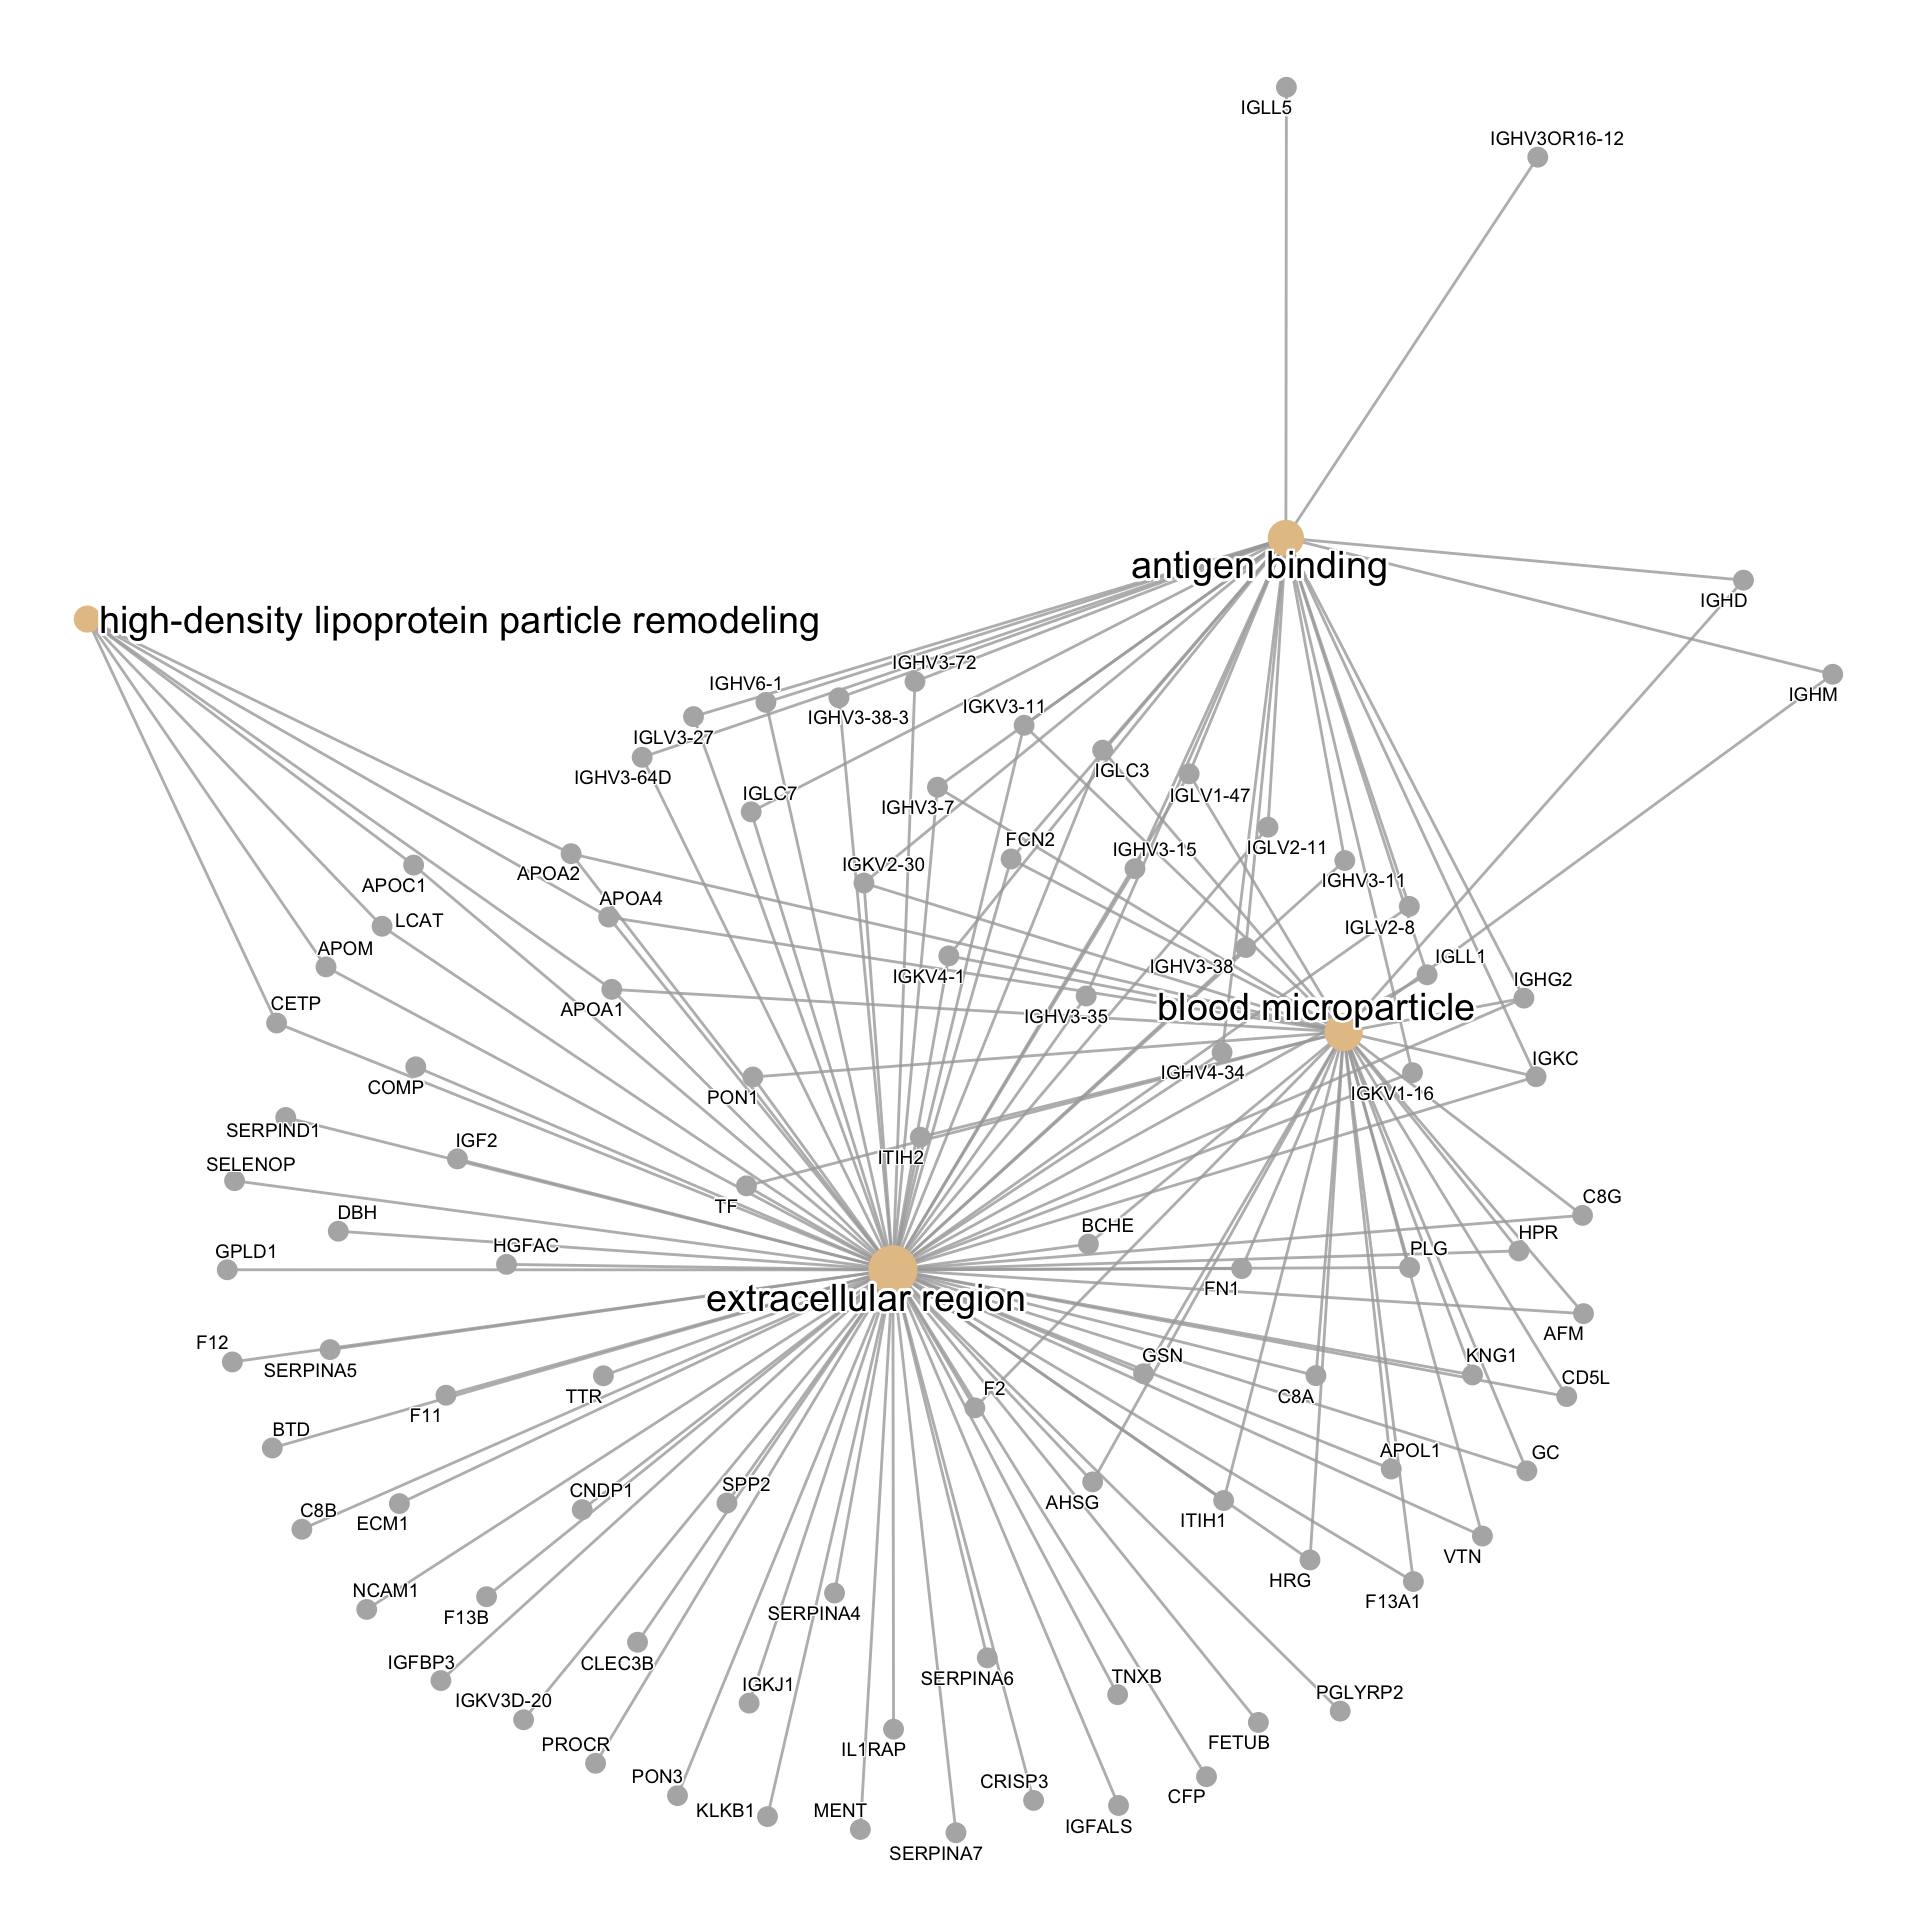 IGLL5
IGHV3OR16-12
antigen binding
IGHD
high-density lipoprotein particle remodeling
IGHV3-72
IGHV6-1
IGHM
IGKV3-11
IGHV3-38-3
IGLV3-27
IGLC3
IGHV3-64D
IGLC7
IGLV1-47
IGHV3-7
FCN2
IGLV2-11
IGHV3-15
IGKV2-30
APOA2
IGHV3-11
APOC1
APOA4
LCAT
IGLV2-8
APOM
IGLL1
IGHV3-38
IGKV4-1
IGHG2
CETP
blood microparticle
APOA1
IGHV3-35
IGKC
IGHV4-34
COMP
IGKV1-16
PON1
SERPIND1
IGF2
ITIH2
SELENOP
C8G
TF
DBH
BCHE
HPR
HGFAC
PLG
GPLD1
FN1
extracellular region
AFM
F12
GSN
KNG1
SERPINA5
CD5L
F2
TTR
C8A
F11
BTD
APOL1
GC
SPP2
CNDP1
AHSG
C8B
ITIH1
ECM1
VTN
HRG
NCAM1
F13A1
SERPINA4
F13B
IGFBP3
CLEC3B
TNXB
SERPINA6
IGKJ1
PGLYRP2
IGKV3D-20
FETUB
PROCR
IL1RAP
PON3
CRISP3
CFP
KLKB1
MENT
IGFALS
SERPINA7